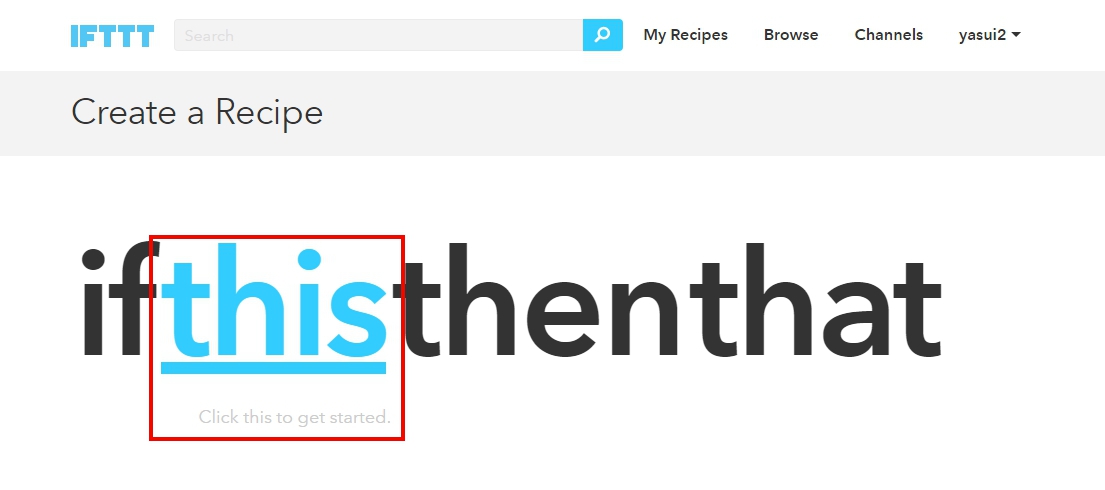 IFTTT Search My Recipes Browse Channels yasui2
Create a Recipe
ifthisthenthat
Click this to get started.